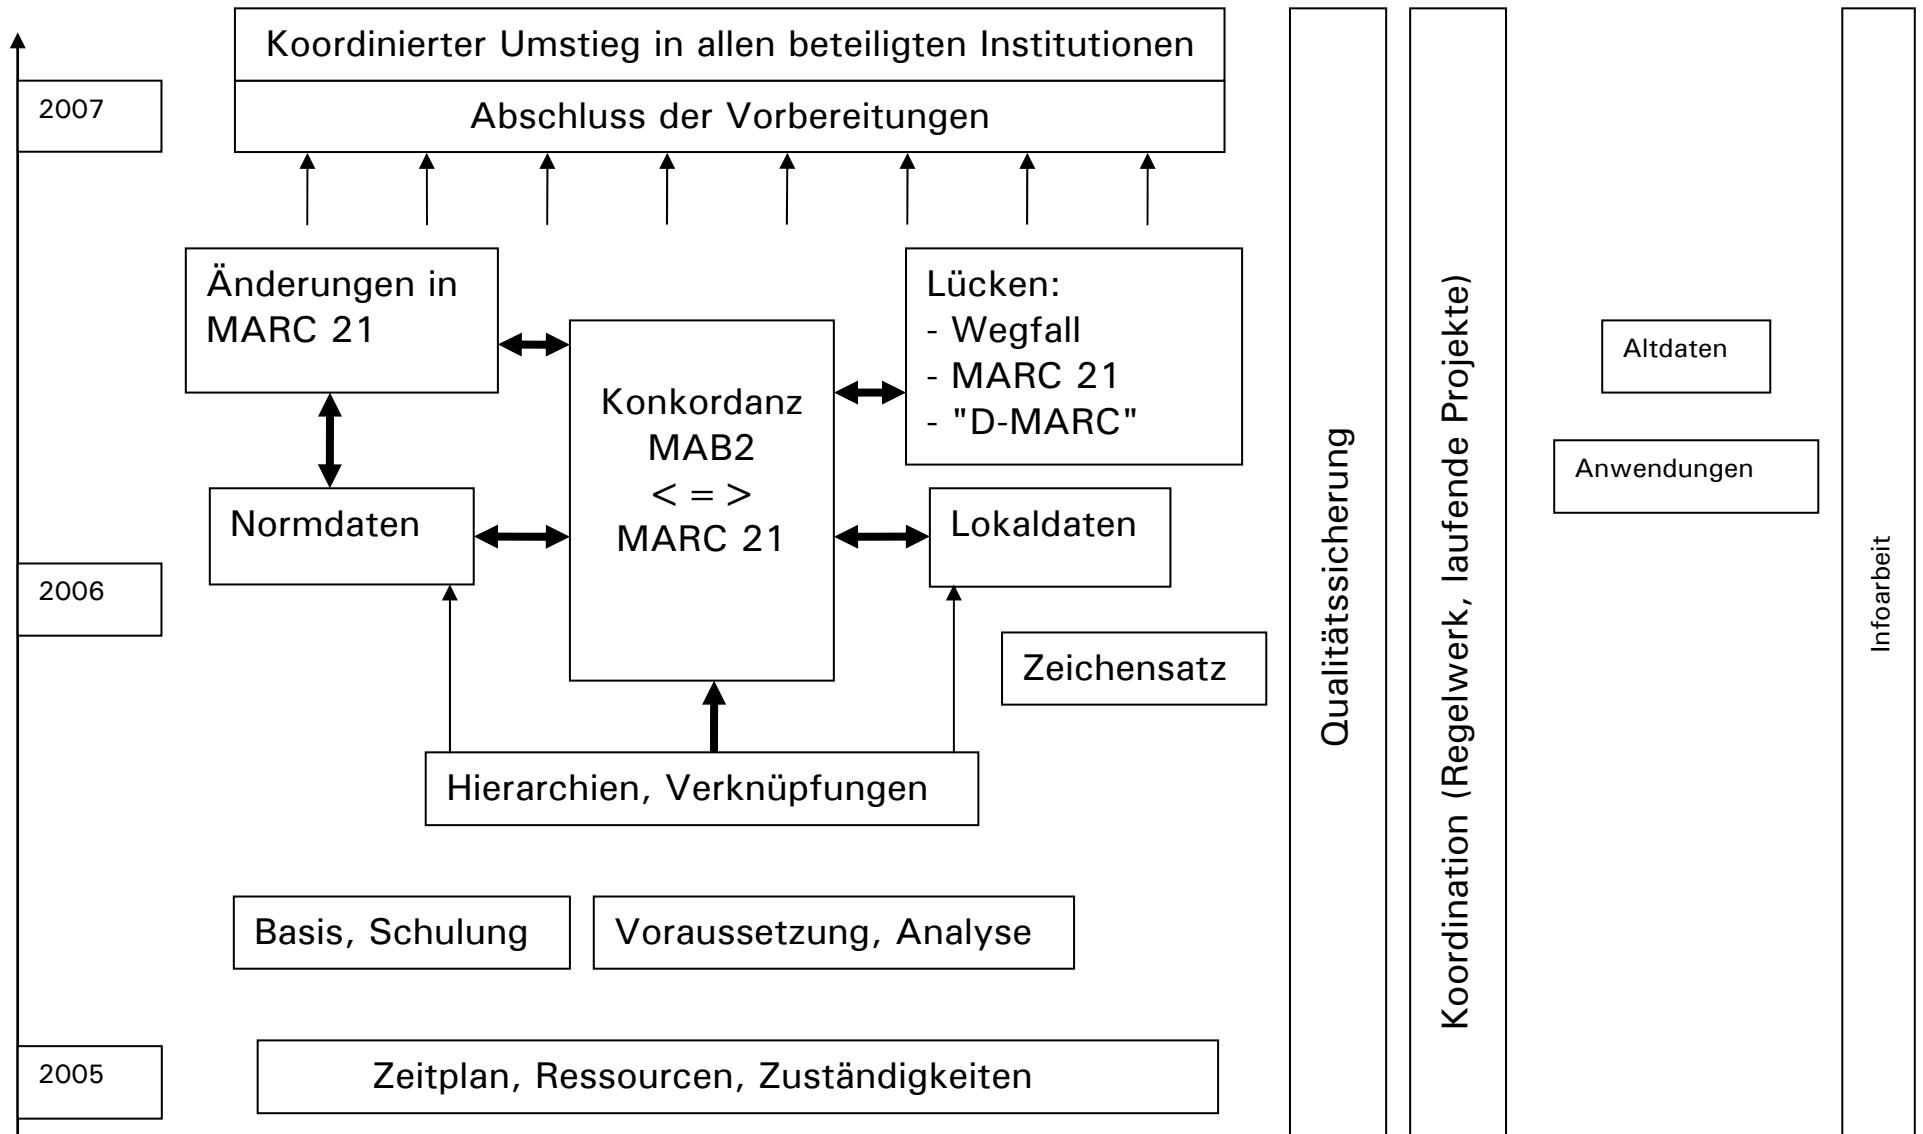 Koordinierter Umstieg in allen beteiligten Institutionen
2007
Abschluss der Vorbereitungen
Änderungen in
MARC 21
Lücken:
- Wegfall
- MARC 21
- "D-MARC"
Konkordanz
MAB2
< = >
MARC 21
Normdaten
Lokaldaten
2006
Zeichensatz
Hierarchien, Verknüpfungen
Basis, Schulung
Voraussetzung, Analyse
2005
Zeitplan, Ressourcen, Zuständigkeiten
Qualitätssicherung
Koordination (Regelwerk, laufende Projekte)
Altdaten
Anwendungen
Infoarbeit